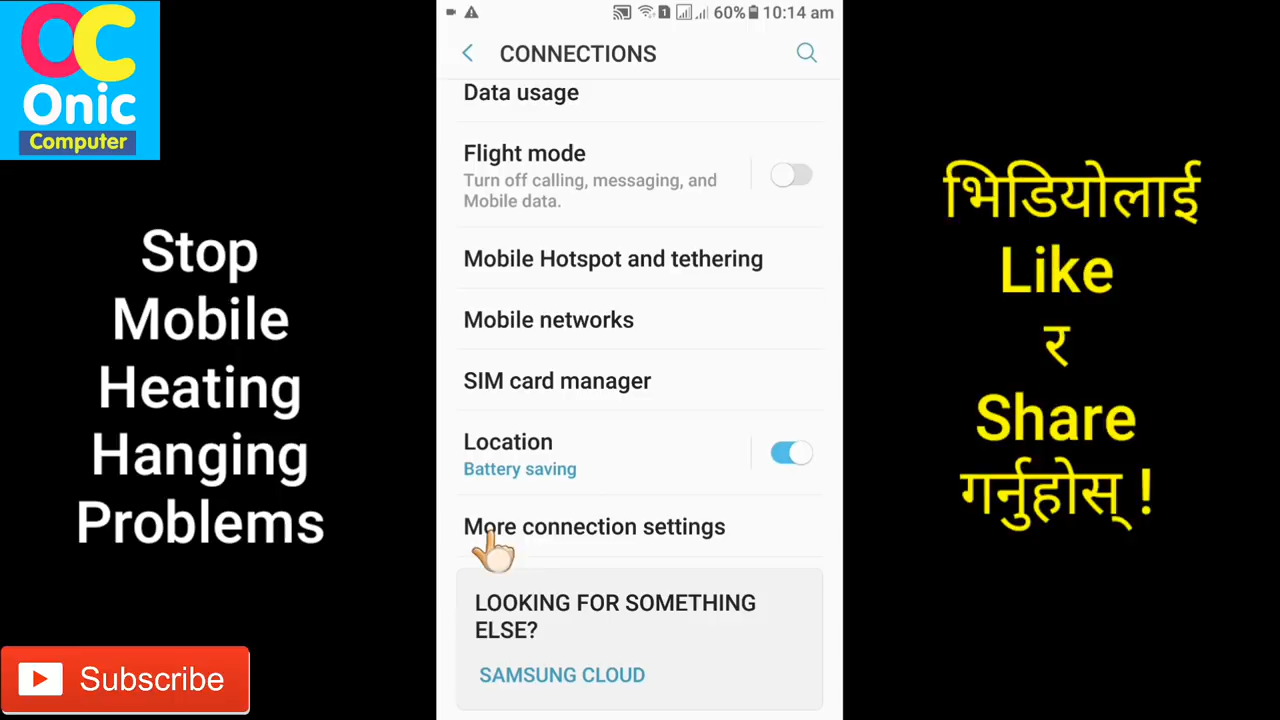 OC
Onic
Computer
Stop
Mobile
Heating
Hanging
Problems
Subscribe
1
60%
10:14 am
CONNECTIONS
Data usage
Flight mode
Turn off calling, messaging, and
Mobile data.
Mobile Hotspot and tethering
Mobile networks
SIM card manager
Location
Battery saving
More connection settings
LOOKING FOR SOMETHING
ELSE?
SAMSUNG CLOUD
भिडियोलाई
Like
र
Share
गर्नुहोस् !